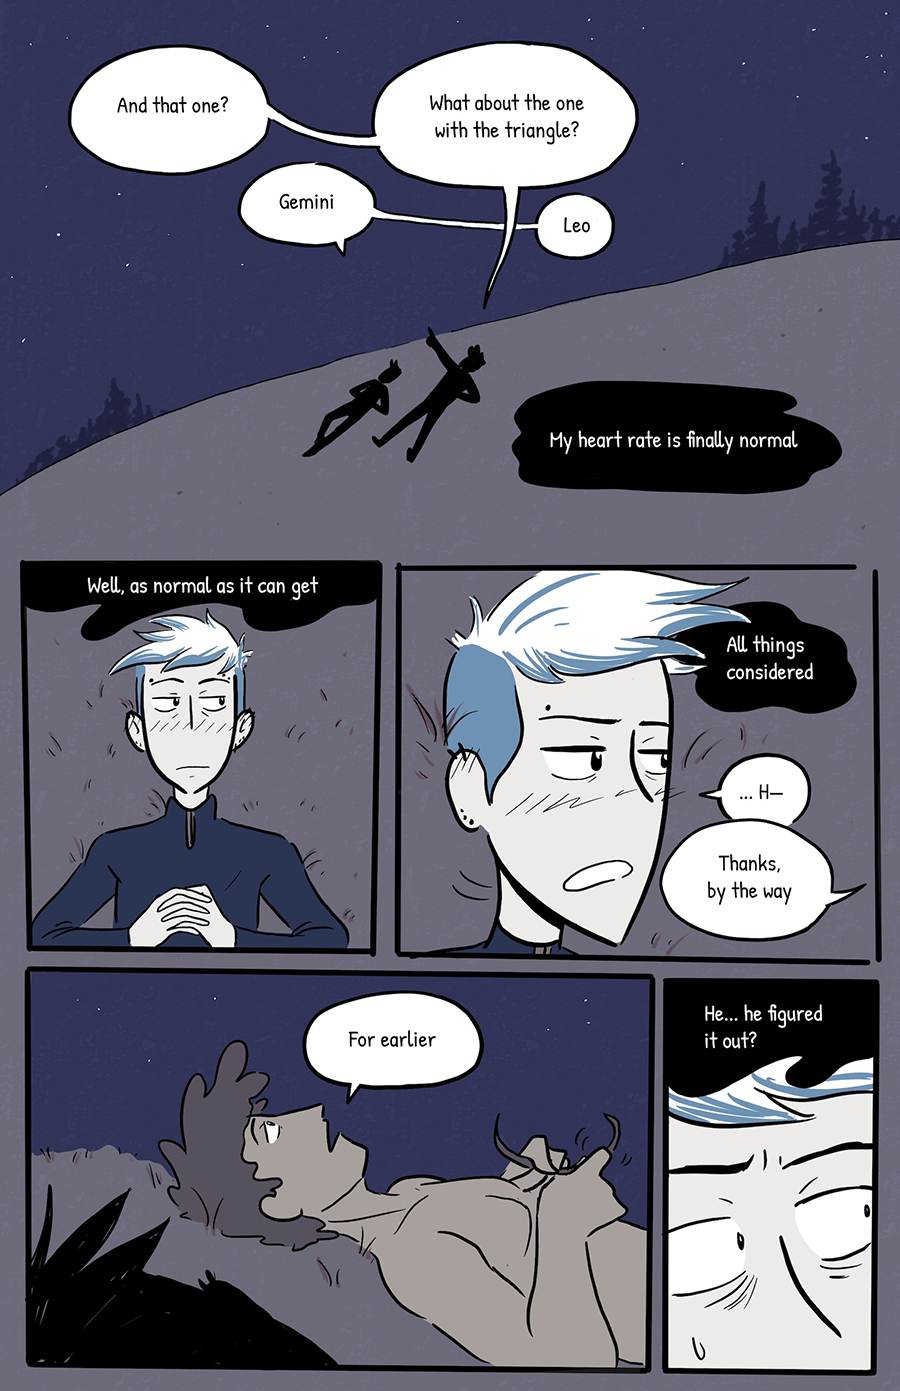 And that one?
What about the one
with the triangle?
Gemini
Leo
My heart rate is finally normal
Well, as normal as it can get
All things
considered
... H—
Thanks,
by the way
For earlier
He... he figured
it out?